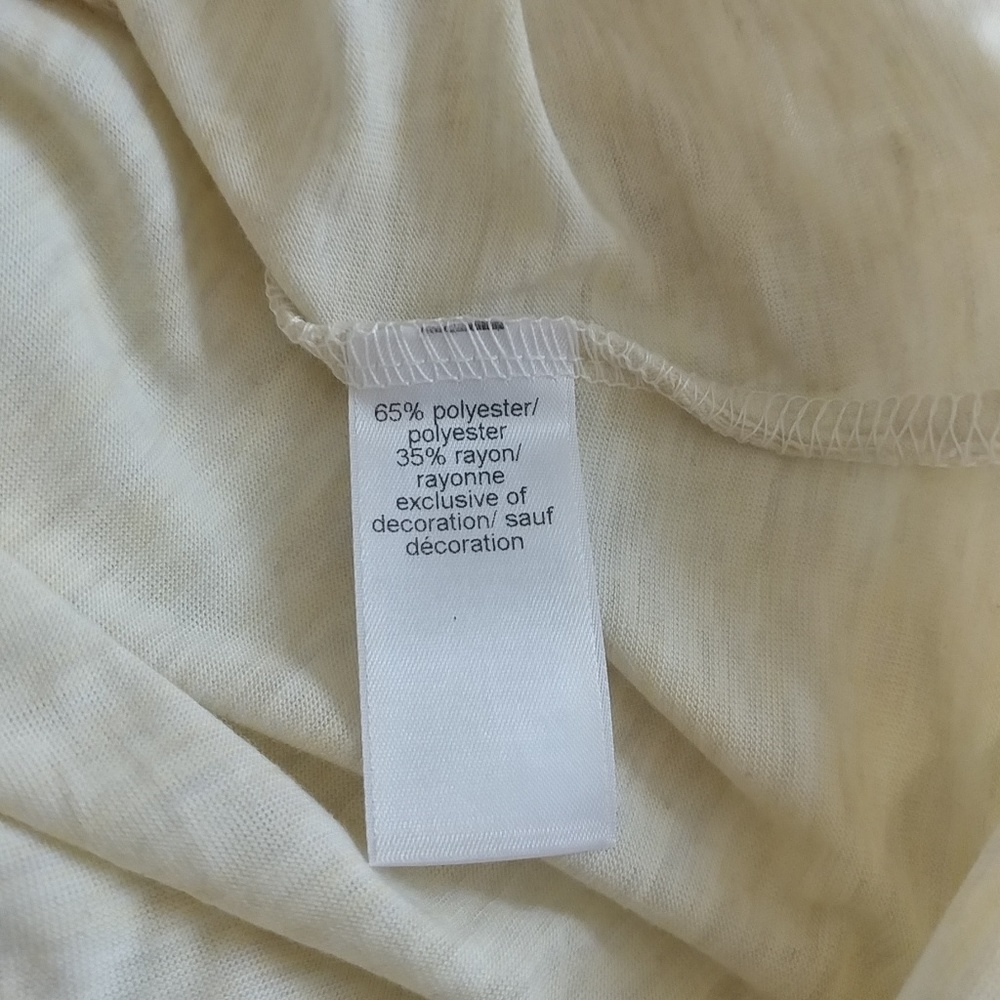 65% polyester/
polyester
35% rayon/
rayonne
exclusive of
decoration/ sauf
décoration